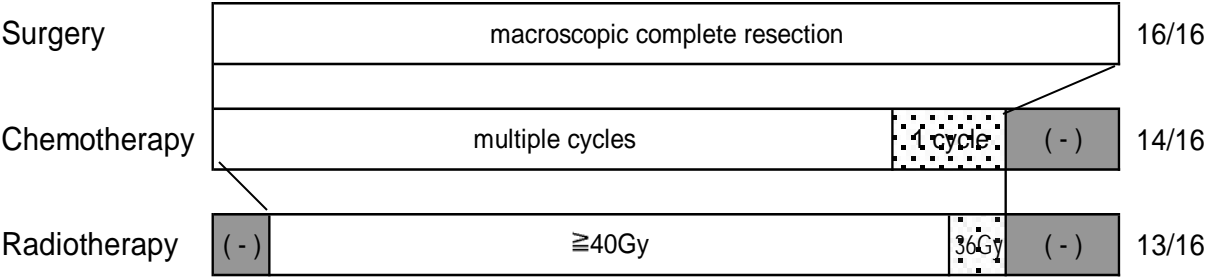 Surgery macroscopic complete resection 16/16
Chemotherapy multiple cycles 1 cycle ( - ) 14/16
Radiotherapy ( - ) ≧40Gy 36Gy ( - ) 13/16